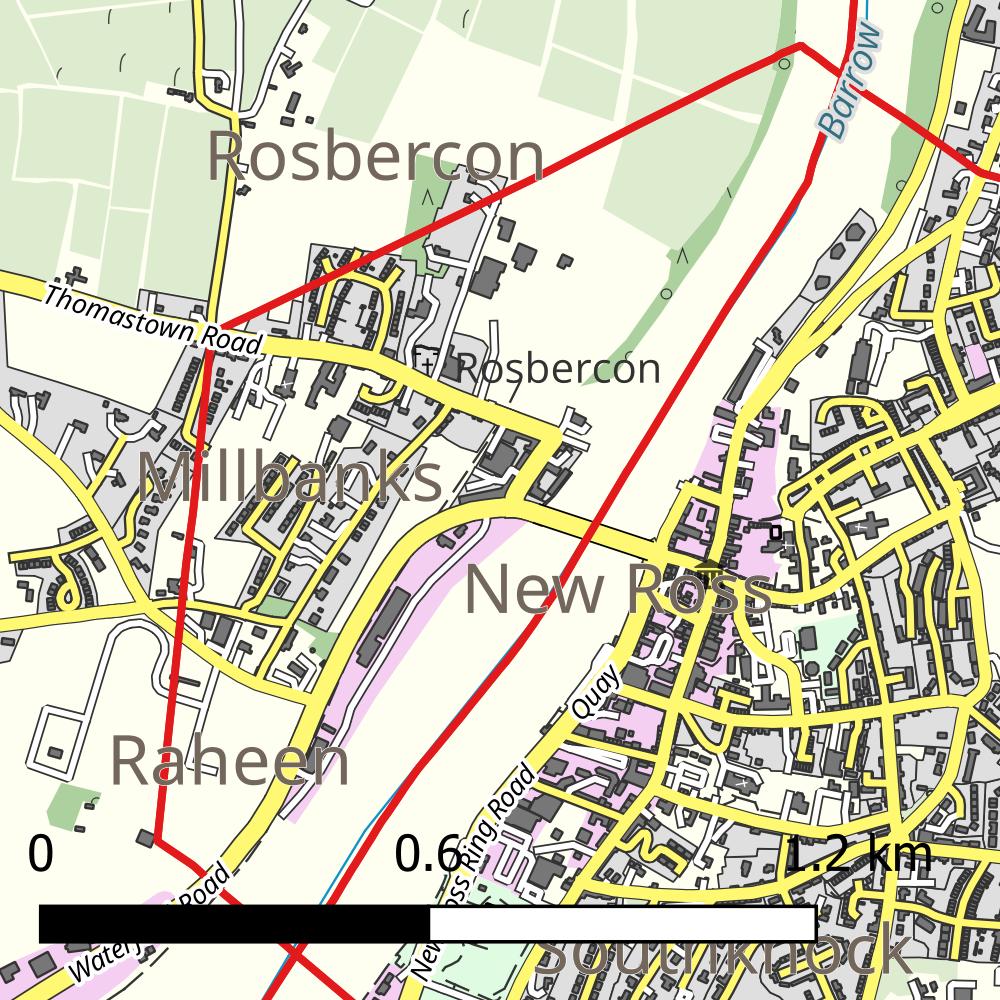 Barrow
Rosbercon
Thomastown Road
Rosbercon
Millbanks
New Ross
Quay
Raheen
New Ross Ring Road
0
0.6
1.2 km
Road
Southknock